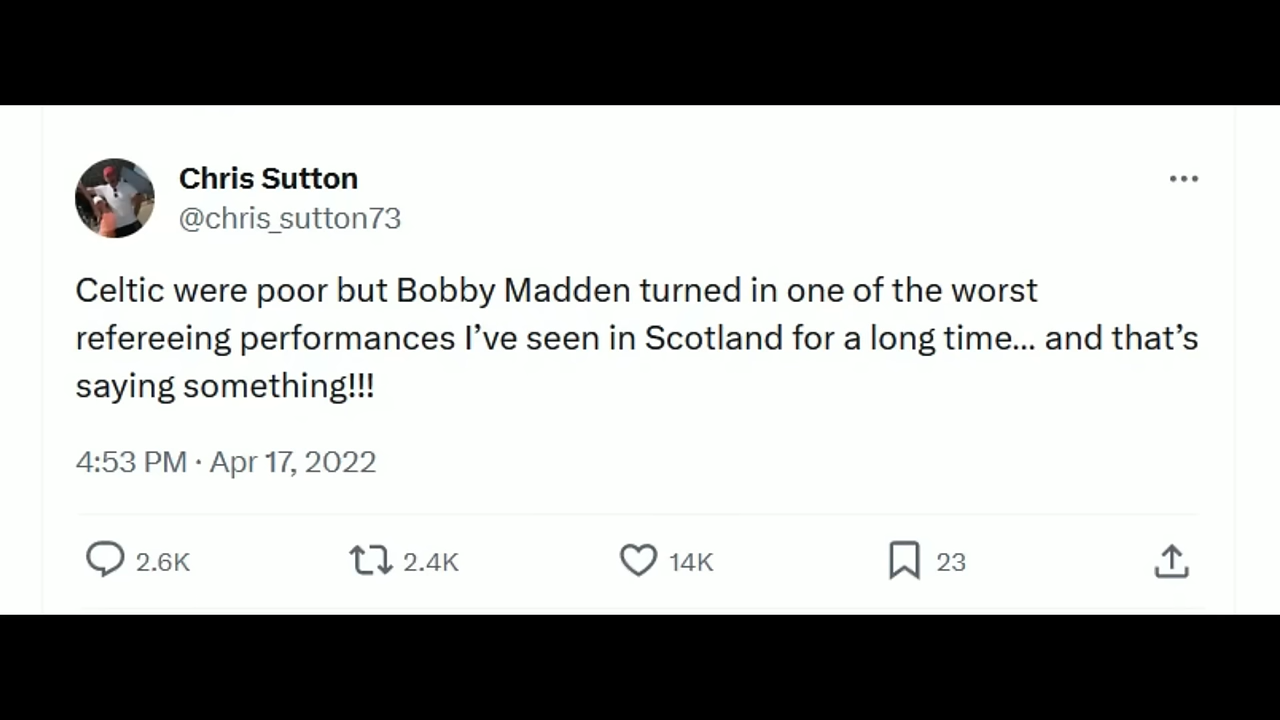 Chris Sutton
@chris_sutton73
Celtic were poor but Bobby Madden turned in one of the worst
refereeing performances I’ve seen in Scotland for a long time... and that’s
saying something!!!
4:53 PM · Apr 17, 2022
2.6K 2.4K 14K 23